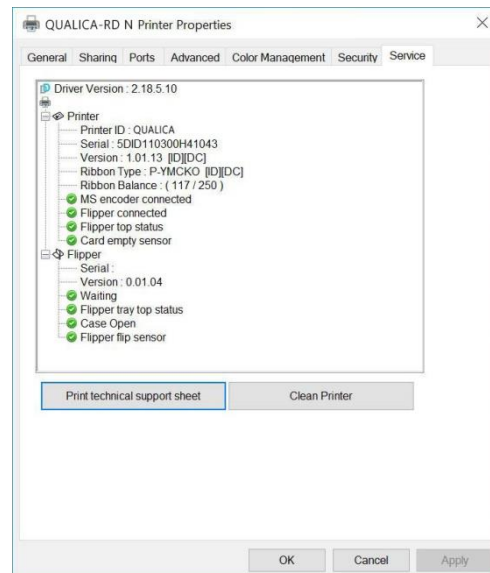 QUALICA-RD N Printer Properties
General Sharing Ports Advanced Color Management Security Service
Driver Version : 2.18.5.10
Printer
Printer ID : QUALICA
Serial : 5DID110300H41043
Version : 1.01.13 [ID][DC]
Ribbon Type : P-YMCKO [ID][DC]
Ribbon Balance : ( 117 / 250 )
MS encoder connected
Flipper connected
Flipper top status
Card empty sensor
Flipper
Serial :
Version : 0.01.04
Waiting
Flipper tray top status
Case Open
Flipper flip sensor
Print technical support sheet Clean Printer
OK Cancel Apply